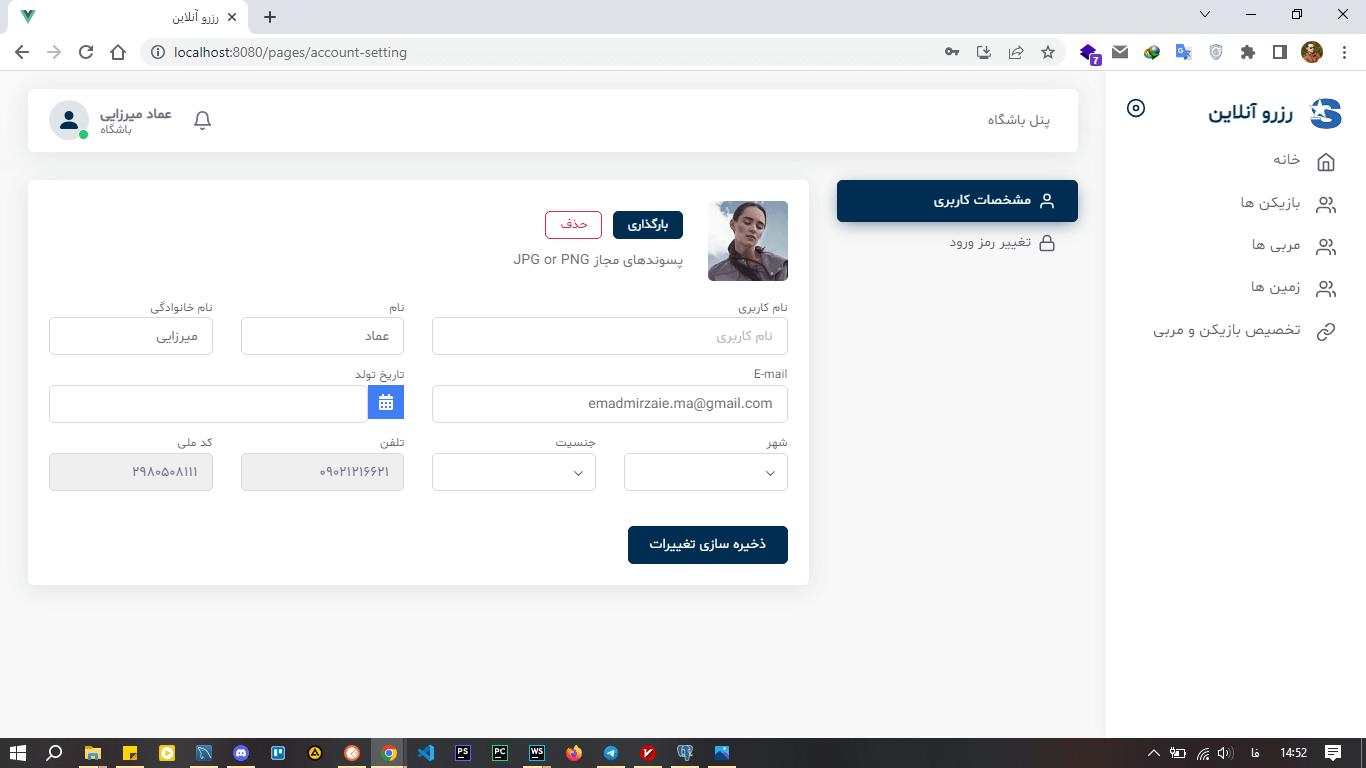 رزرو آنلاین
localhost:8080/pages/account-setting
7
رزرو آنلاین
خانه
بازیکن ها
مربی ها
زمین ها
تخصیص بازیکن و مربی
پنل باشگاه
عماد میرزایی
باشگاه
مشخصات کاربری
تغییر رمز ورود
بارگذاری
حذف
پسوندهای مجاز JPG or PNG
نام کاربری
نام
نام خانوادگی
نام کاربری
عماد
میرزایی
E-mail
تاریخ تولد
emadmirzaie.ma@gmail.com
شهر
جنسیت
تلفن
کد ملی
۰۹۰۲۱۲۱۶۶۲۱
۲۹۸۰۵۰۸۱۱۱
ذخیره سازی تغییرات
PS
PC
WS
فا
14:52